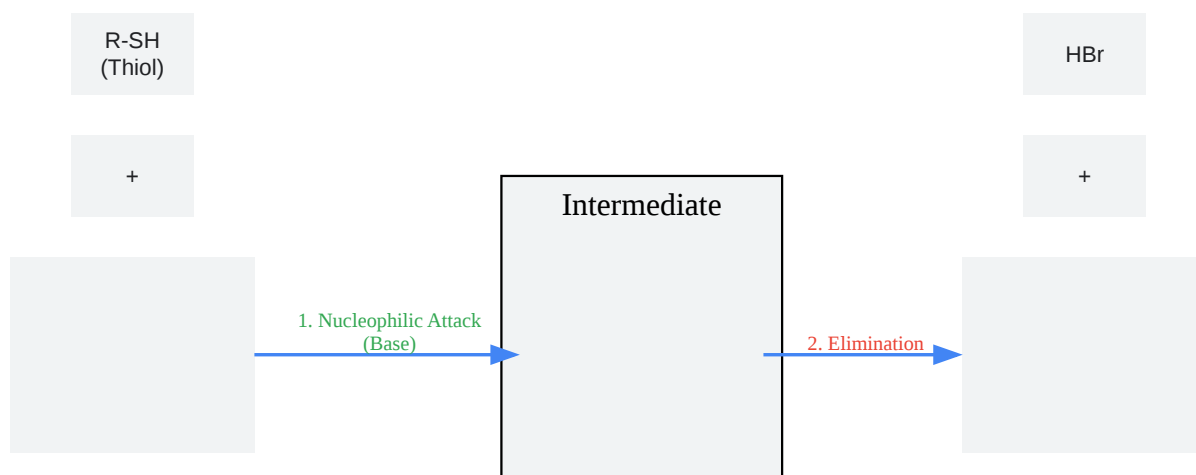 R-SH
(Thiol)
+
1. Nucleophilic Attack
(Base)
Intermediate
2. Elimination
HBr
+